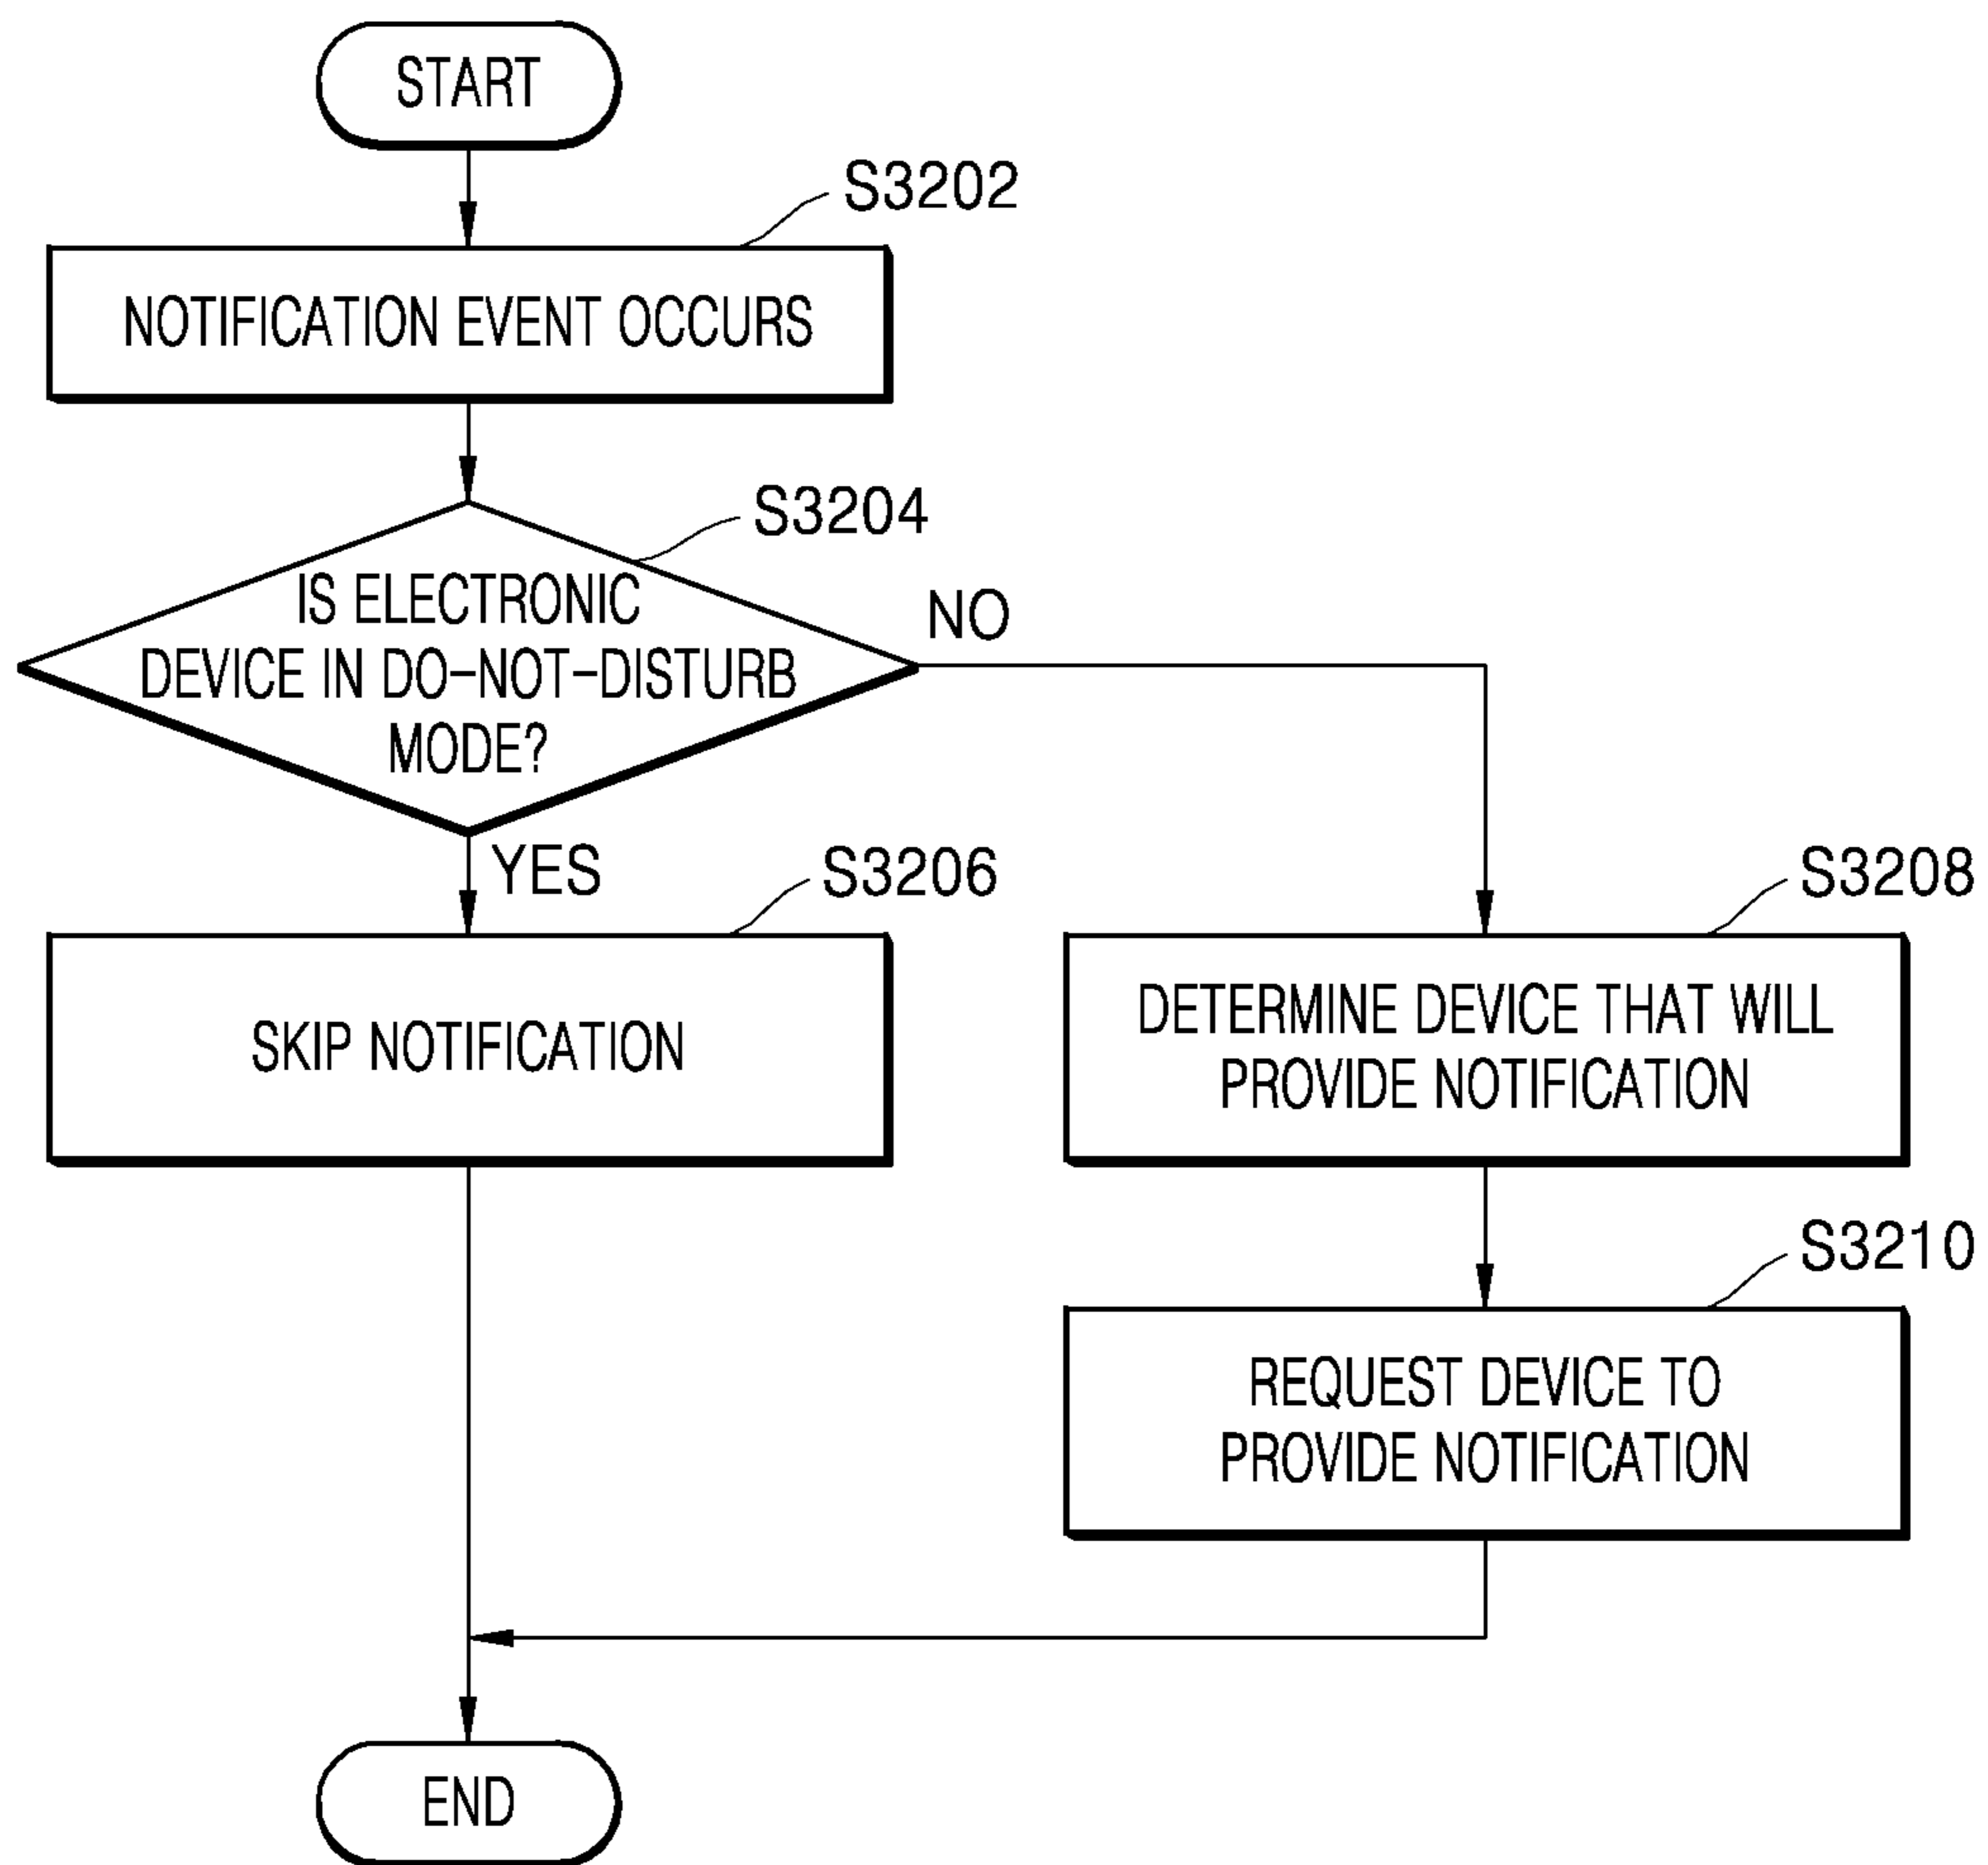 START
S3202
NOTIFICATION EVENT OCCURS
S3204
IS ELECTRONIC
DEVICE IN DO-NOT-DISTURB
MODE?
NO
YES
S3206
SKIP NOTIFICATION
S3208
DETERMINE DEVICE THAT WILL
PROVIDE NOTIFICATION
S3210
REQUEST DEVICE TO
PROVIDE NOTIFICATION
END